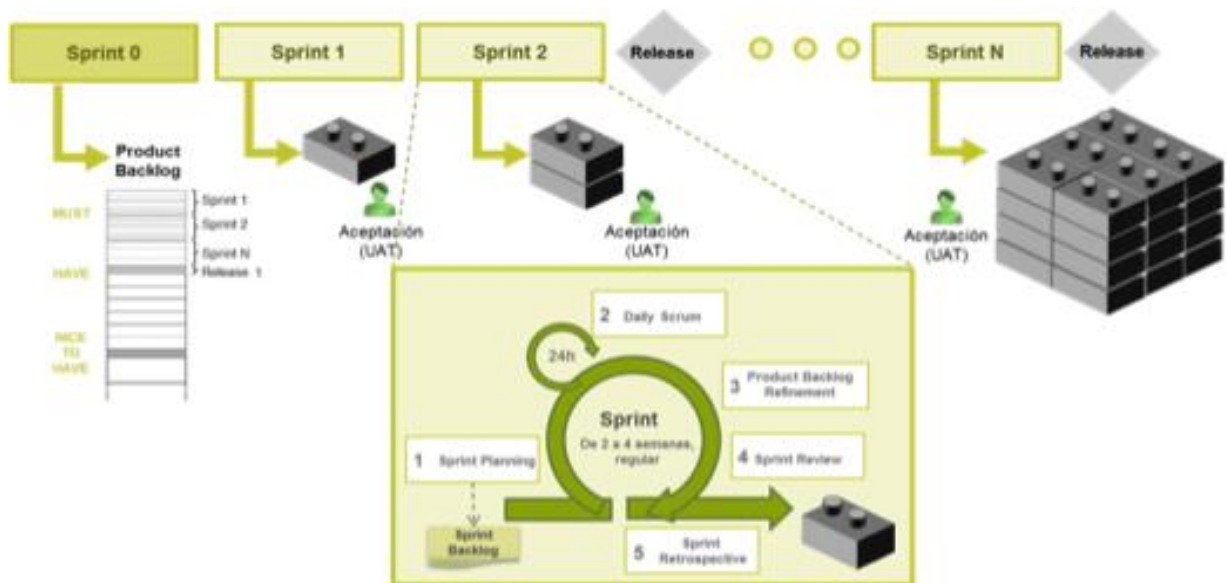 Sprint 0
Sprint 1
Sprint 2
Release
Sprint N
Release
Product
Backlog
MUST
HAVE
NICE
TO
HAVE
Sprint 1
Sprint 2
Sprint N
Release 1
Aceptación
(UAT)
Aceptación
(UAT)
Aceptación
(UAT)
2 Daily Scrum
24h
3 Product Backlog
Refinement
Sprint
De 2 a 4 semanas,
regular
1 Sprint Planning
4 Sprint Review
Sprint
Backlog
5 Sprint
Retrospective